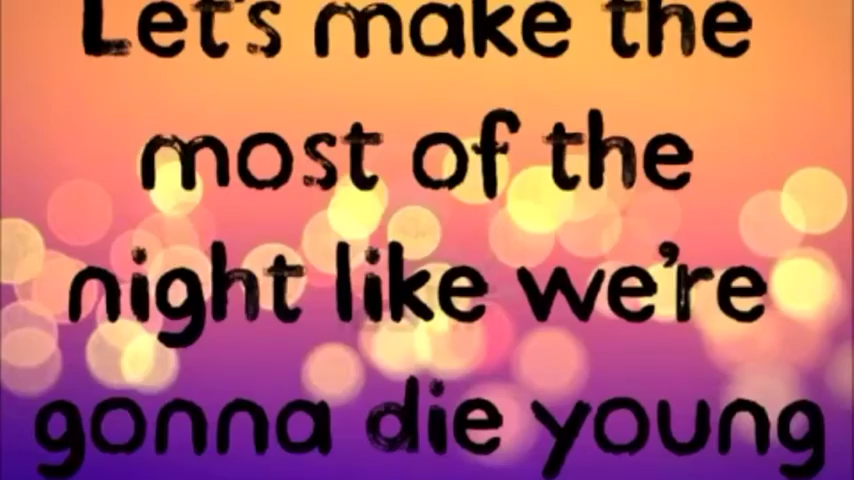 Let's make the
most of the
night like we're
gonna die young